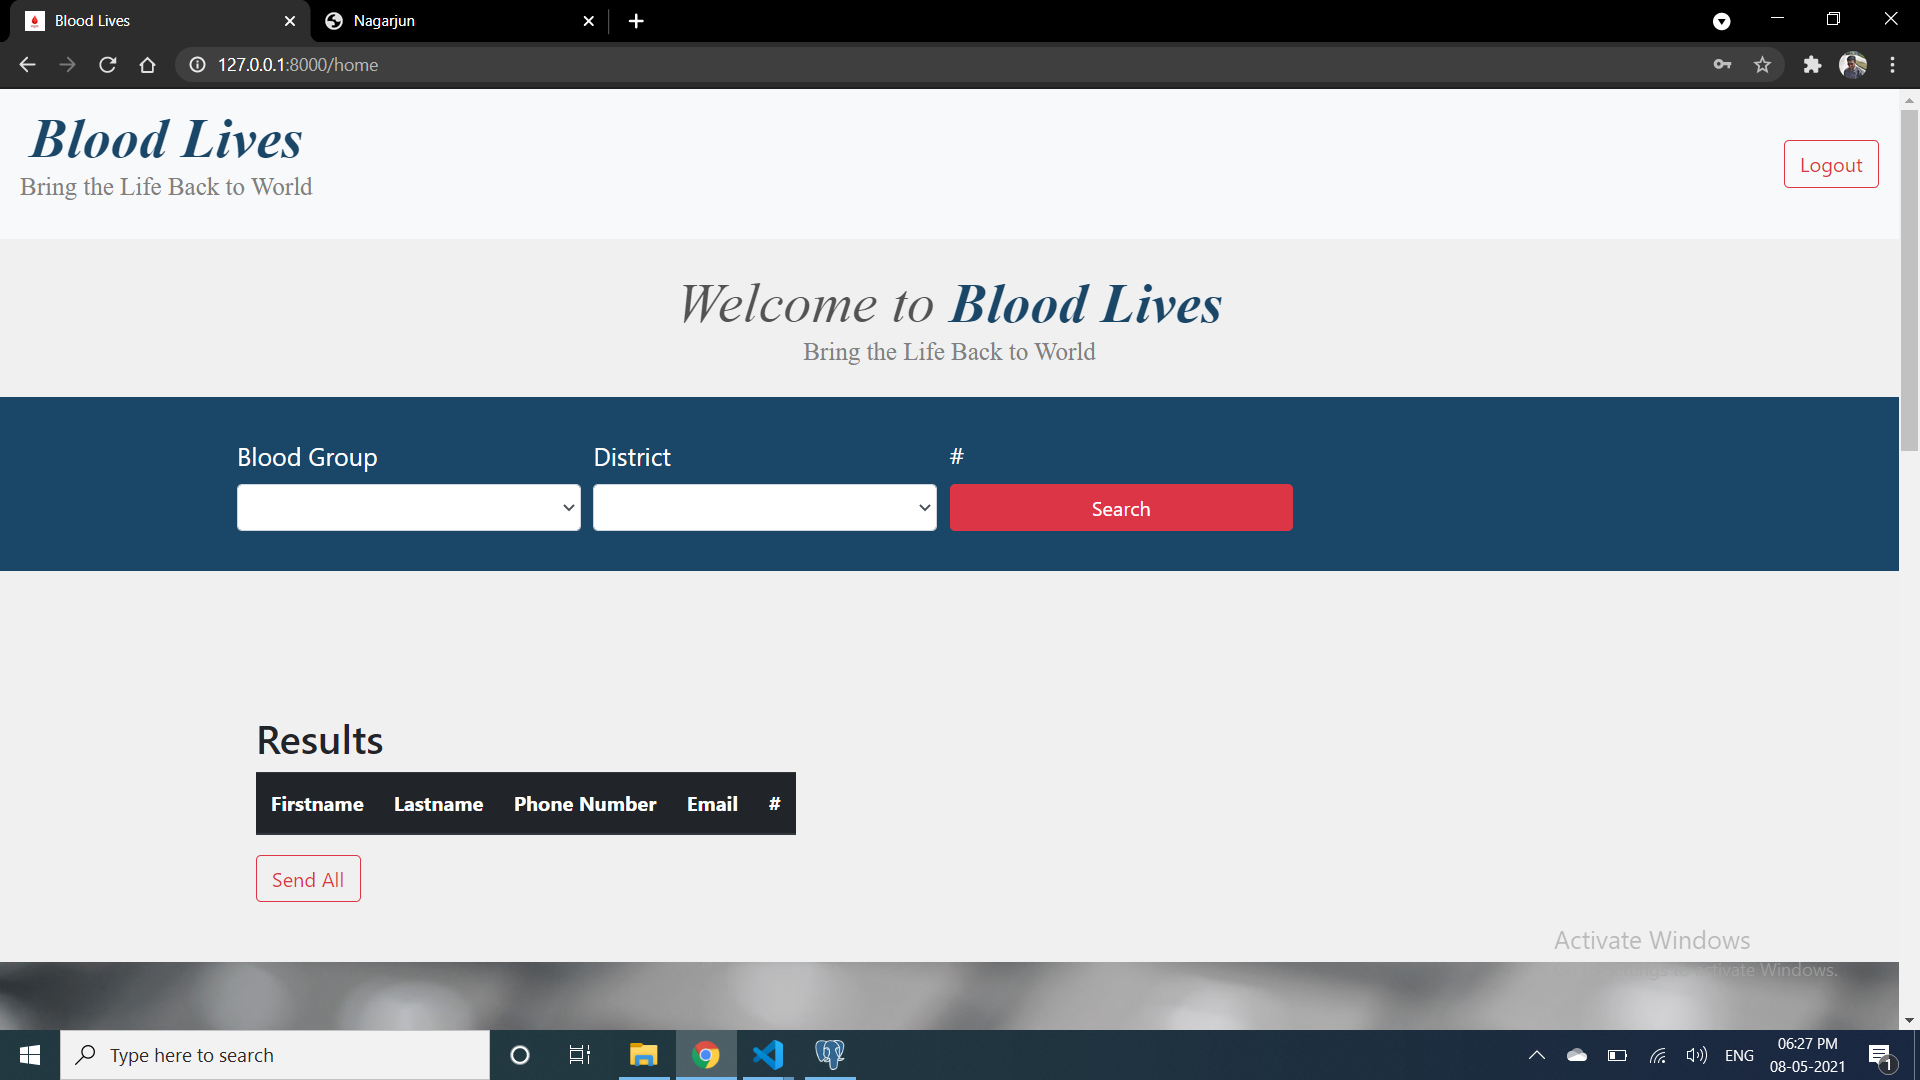 Blood Lives
Nagarjun
127.0.0.1:8000/home
Blood Lives
Bring the Life Back to World
Logout
Welcome to Blood Lives
Bring the Life Back to World
Blood Group District #
Search
Results
Firstname Lastname Phone Number Email #
Send All
Activate Windows
activate Windows.
Type here to search
ENG
06:27 PM
08-05-2021
1